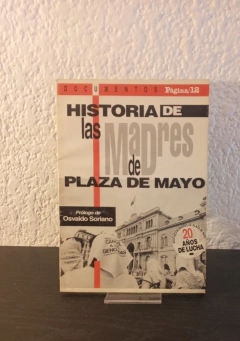 DOCUMENTOS Página/12
HISTORIA DE
las MaDres
de
PLAZA DE MAYO
Prólogo de
Osvaldo Soriano
20
AÑOS
DE LUCHA